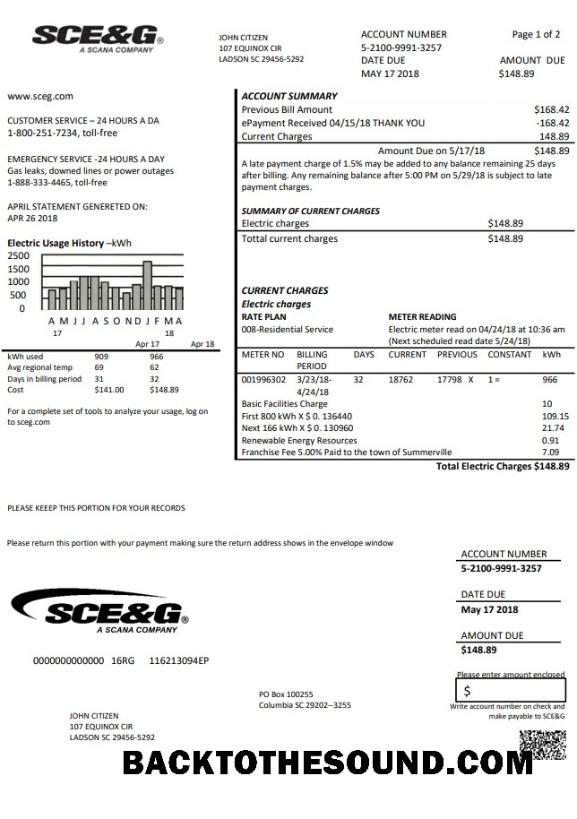 SCE&G®
A SCANA COMPANY
JOHN CITIZEN
107 EQUINOX CIR
LADSON SC 29456-5292
ACCOUNT NUMBER
5-2100-9991-3257
DATE DUE
MAY 17 2018
Page 1 of 2
AMOUNT DUE
$148.89
www.sceg.com
CUSTOMER SERVICE – 24 HOURS A DA
1-800-251-7234, toll-free
EMERGENCY SERVICE -24 HOURS A DAY
Gas leaks, downed lines or power outages
1-888-333-4465, toll-free
APRIL STATEMENT GENERETED ON:
APR 26 2018
Electric Usage History –kWh
2500
1500
1000
500
0
A M J J A S O N D J F M A
17 18
Apr 17 Apr 18
kWh used 909 966
Avg regional temp 69 62
Days in billing period 31 32
Cost $141.00 $148.89
For a complete set of tools to analyze your usage, log on
to sceg.com
ACCOUNT SUMMARY
Previous Bill Amount $168.42
ePayment Received 04/15/18 THANK YOU -168.42
Current Charges 148.89
Amount Due on 5/17/18 $148.89
A late payment charge of 1.5% may be added to any balance remaining 25 days
after billing. Any remaining balance after 5:00 PM on 5/29/18 is subject to late
payment charges.
SUMMARY OF CURRENT CHARGES
Electric charges $148.89
Tottal current charges $148.89
CURRENT CHARGES
Electric charges
RATE PLAN METER READING
008-Residential Service Electric meter read on 04/24/18 at 10:36 am
(Next scheduled read date 5/24/18)
METER NO BILLING PERIOD DAYS CURRENT PREVIOUS CONSTANT kWh
001996302 3/23/18-4/24/18 32 18762 17798 X 1 = 966
Basic Facilities Charge 10
First 800 kWh X $ 0. 136440 109.15
Next 166 kWh X $ 0. 130960 21.74
Renewable Energy Resources 0.91
Franchise Fee 5.00% Paid to the town of Summerville 7.09
Total Electric Charges $148.89
PLEASE KEEEP THIS PORTION FOR YOUR RECORDS
Please return this portion with your payment making sure the return address shows in the envelope window
ACCOUNT NUMBER
5-2100-9991-3257
DATE DUE
May 17 2018
AMOUNT DUE
$148.89
Please enter amount enclosed
$
Write account number on check and
make payable to SCE&G
SCE&G®
A SCANA COMPANY
0000000000000 16RG 116213094EP
PO Box 100255
Columbia SC 29202--3255
JOHN CITIZEN
107 EQUINOX CIR
LADSON SC 29456-5292
BACKTOTHESOUND.COM